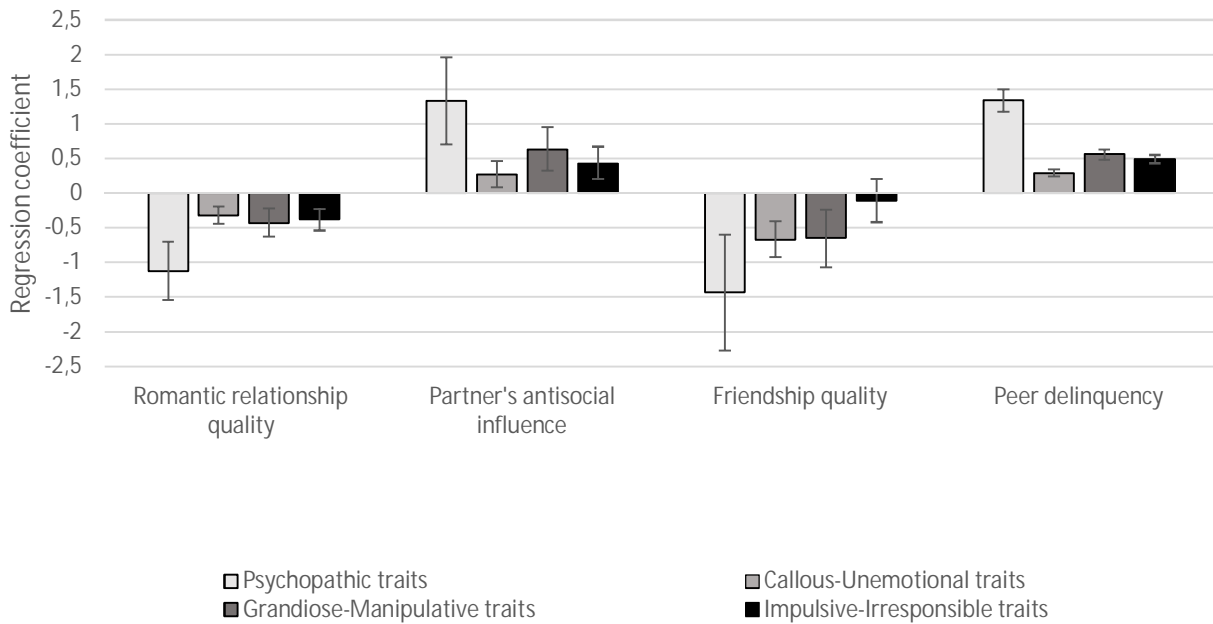 2,5
2
1,5
1
0,5
0
-0,5
-1
-1,5
-2
-2,5
Regression coefficient
Romantic relationship
quality
Partner's antisocial
influence
Friendship quality
Peer delinquency
Psychopathic traits
Callous-Unemotional traits
Grandiose-Manipulative traits
Impulsive-Irresponsible traits